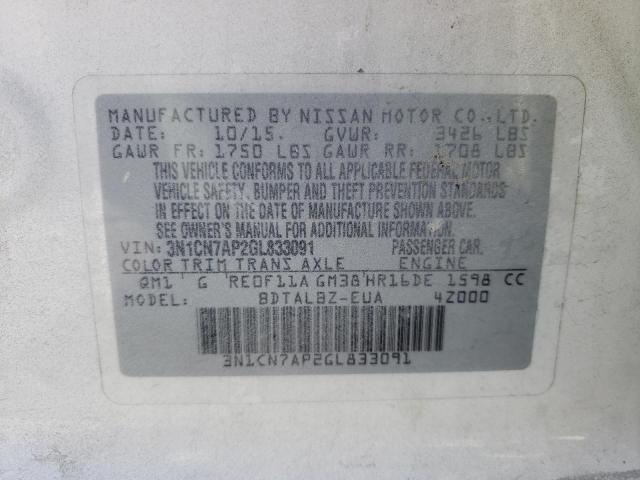 MANUFACTURED BY NISSAN MOTOR CO.,LTD.
DATE: 10/15. GVWR: 3426 LBS
GAWR FR: 1750 LBS GAWR RR: 1708 LBS
THIS VEHICLE CONFORMS TO ALL APPLICABLE FEDERAL MOTOR
VEHICLE SAFETY, BUMPER AND THEFT PREVENTION STANDARDS
IN EFFECT ON THE DATE OF MANUFACTURE SHOWN ABOVE.
SEE OWNER'S MANUAL FOR ADDITIONAL INFORMATION
VIN: 3N1CN7AP2GL833091 PASSENGER CAR.
COLOR TRIM TRANS AXLE ENGINE
QM1 G RE0F11A GM38 HR16DE 1598 CC
MODEL: BDTALBZ-EUA 4Z000
3N1CN7AP2GL833091